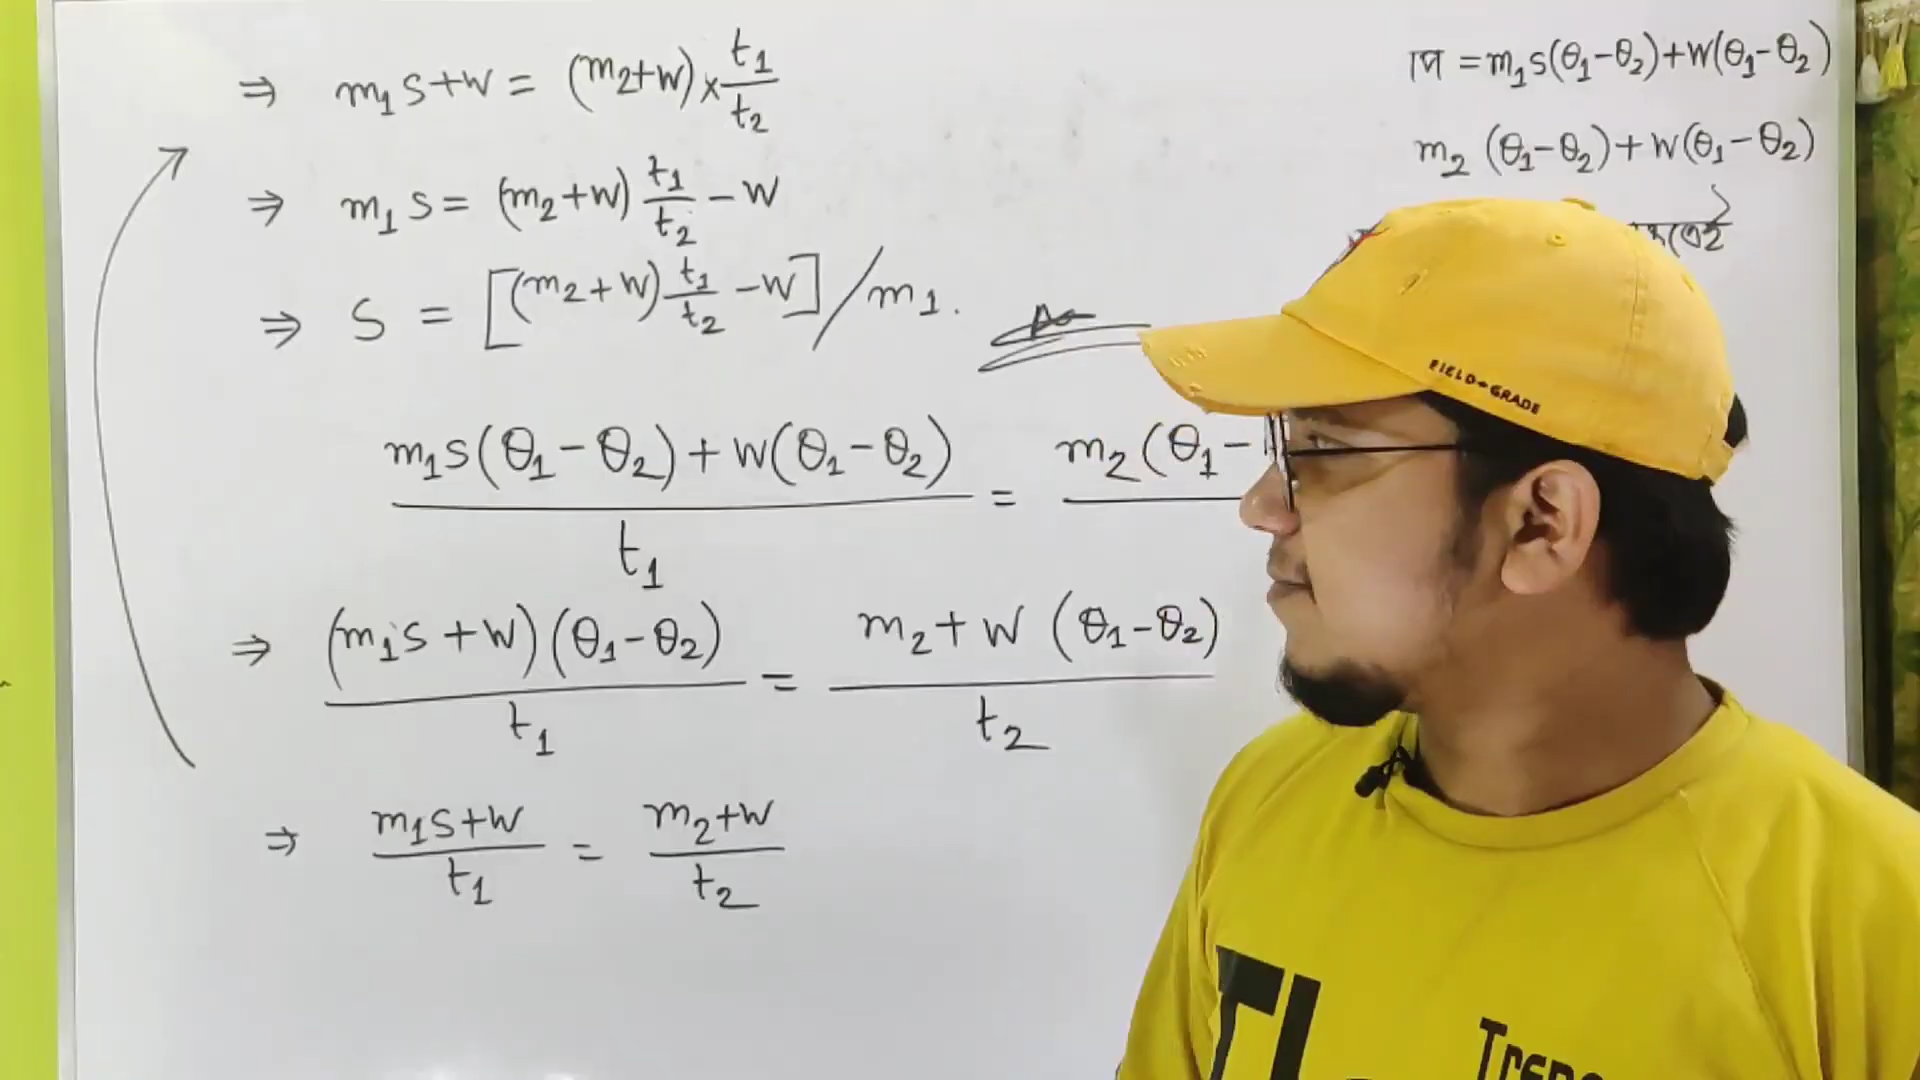 ⇒ m₁s+w = (m₂+w)× t₁/t₂
⇒ m₁s = (m₂+w) t₁/t₂ - w
⇒ S = [(m₂+w) t₁/t₂ - w] / m₁.
m₁s(θ₁-θ₂)+w(θ₁-θ₂) / t₁ = m₂(θ₁-
⇒ (m₁s+w)(θ₁-θ₂) / t₁ = m₂+w (θ₁-θ₂) / t₂
⇒ m₁s+w / t₁ = m₂+w / t₂
= m₁s(θ₁-θ₂)+w(θ₁-θ₂)
m₂ (θ₁-θ₂)+w(θ₁-θ₂)
FIELD-GRADE